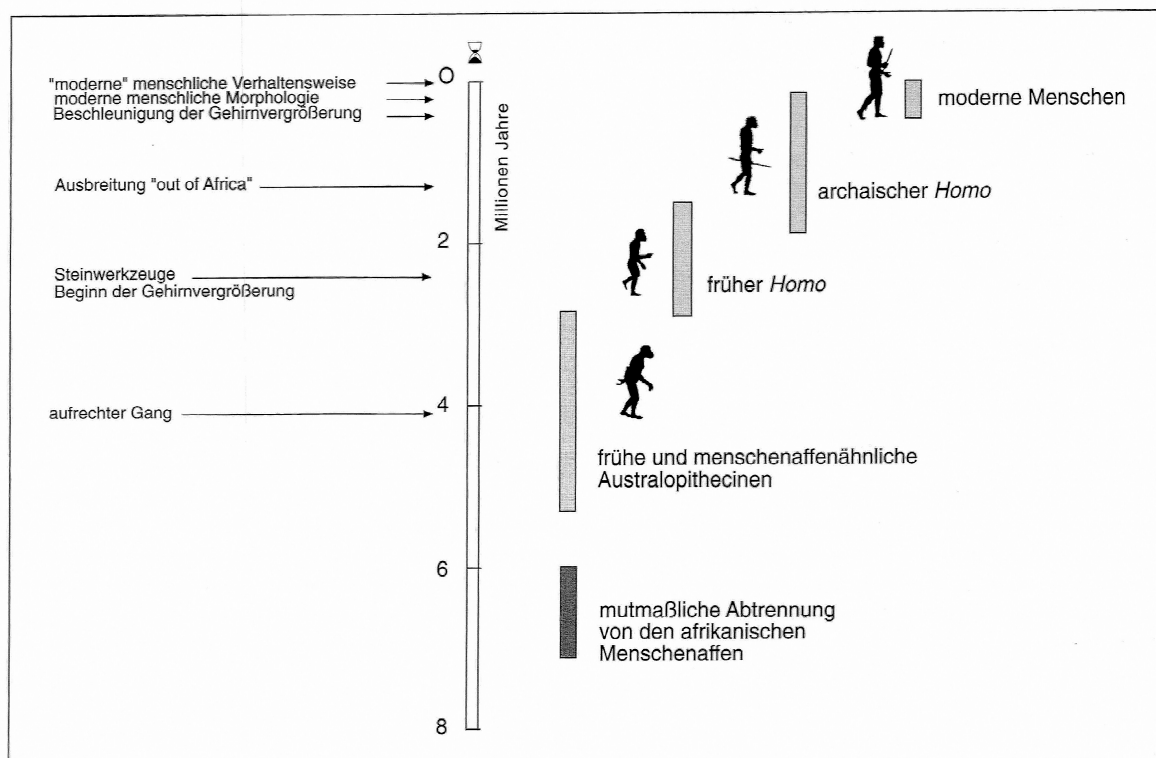 "moderne" menschliche Verhaltensweise
moderne menschliche Morphologie
Beschleunigung der Gehirnvergrößerung
Ausbreitung "out of Africa"
Steinwerkzeuge
Beginn der Gehirnvergrößerung
aufrechter Gang
0
2
4
6
8
Millionen Jahre
moderne Menschen
archaischer Homo
früher Homo
frühe und menschenaffenähnliche
Australopithecinen
mutmaßliche Abtrennung
von den afrikanischen
Menschenaffen